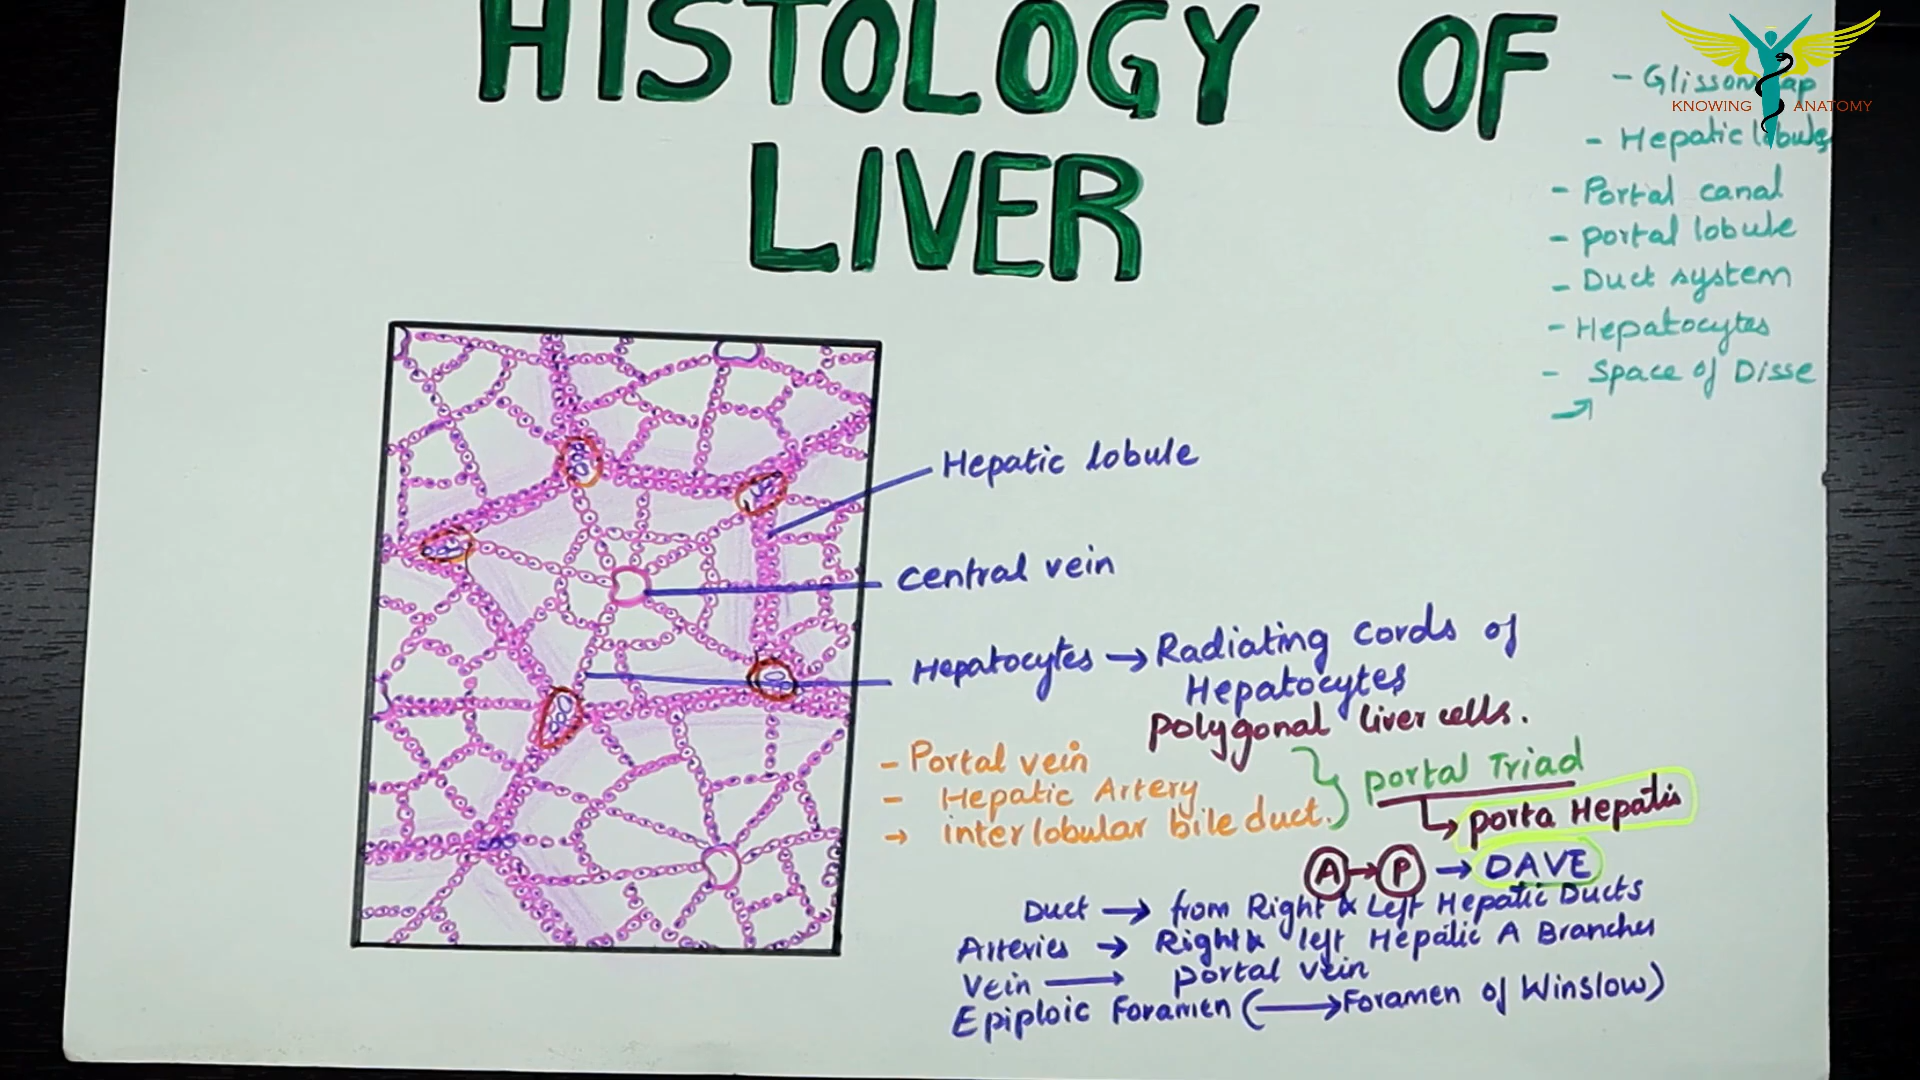 HISTOLOGY OF
LIVER
KNOWING ANATOMY
- Glisson
- Hepatic lobules
- Portal canal
- portal lobule
- Duct system
- Hepatocytes
- Space of Disse
Hepatic lobule
central vein
Hepatocytes → Radiating cords of
Hepatocytes
polygonal liver cells.
- Portal vein
- Hepatic Artery
→ interlobular bile duct.
portal Triad
↳ porta Hepatis
A → P → DAVE
Duct → from Right & Left Hepatic Ducts
Arteries → Right & left Hepatic A Branches
Vein → portal vein
Epiploic Foramen (→ Foramen of Winslow)